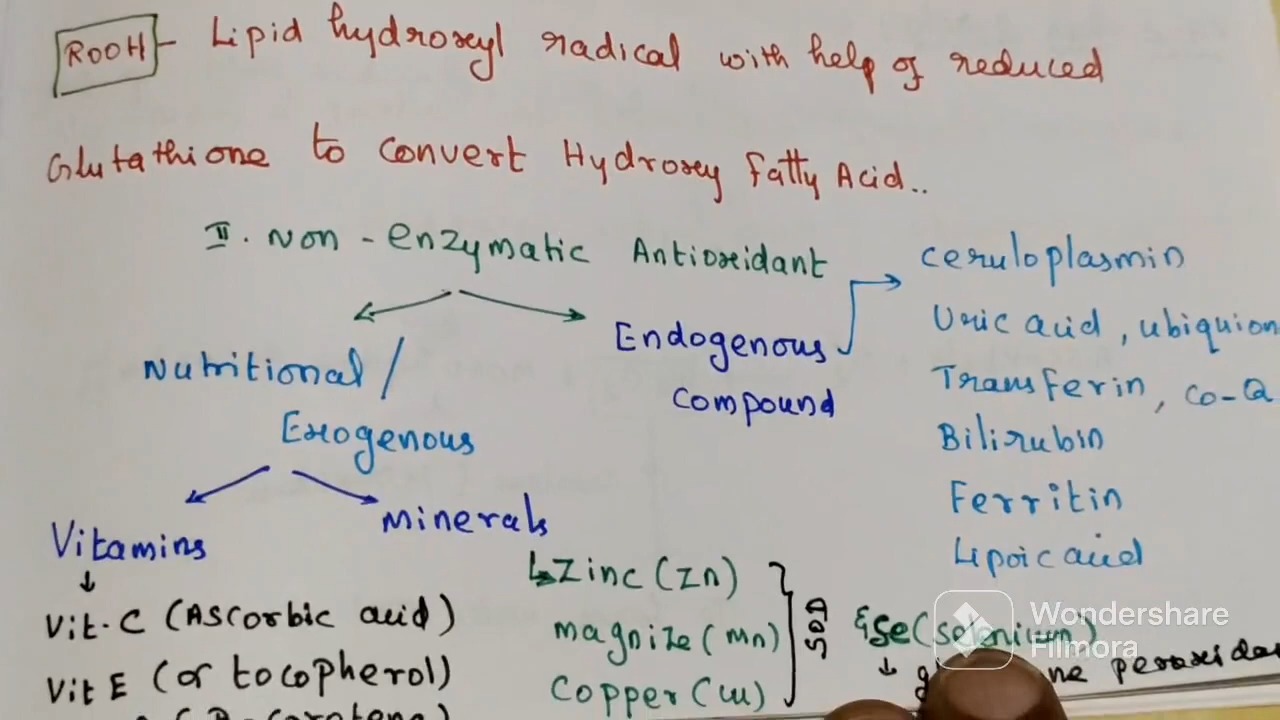 ROOH - Lipid hydroxyl radical with help of reduced
Glutathione to convert Hydroxy Fatty Acid..
II. Non - enzymatic Antioxidant
Nutritional /
Exogenous
Endogenous
Compound
Ceruloplasmin
Uric acid, ubiquion
Transferin, Co-Q
Bilirubin
Ferritin
Lipoic acid
Vitamins
Vit. C (Ascorbic acid)
Vit E (or tocopherol)
Minerals
Zinc (Zn)
Magnize (Mn)
Copper (Cu)
SOD
& Se (selenium)
Wondershare
Filmora